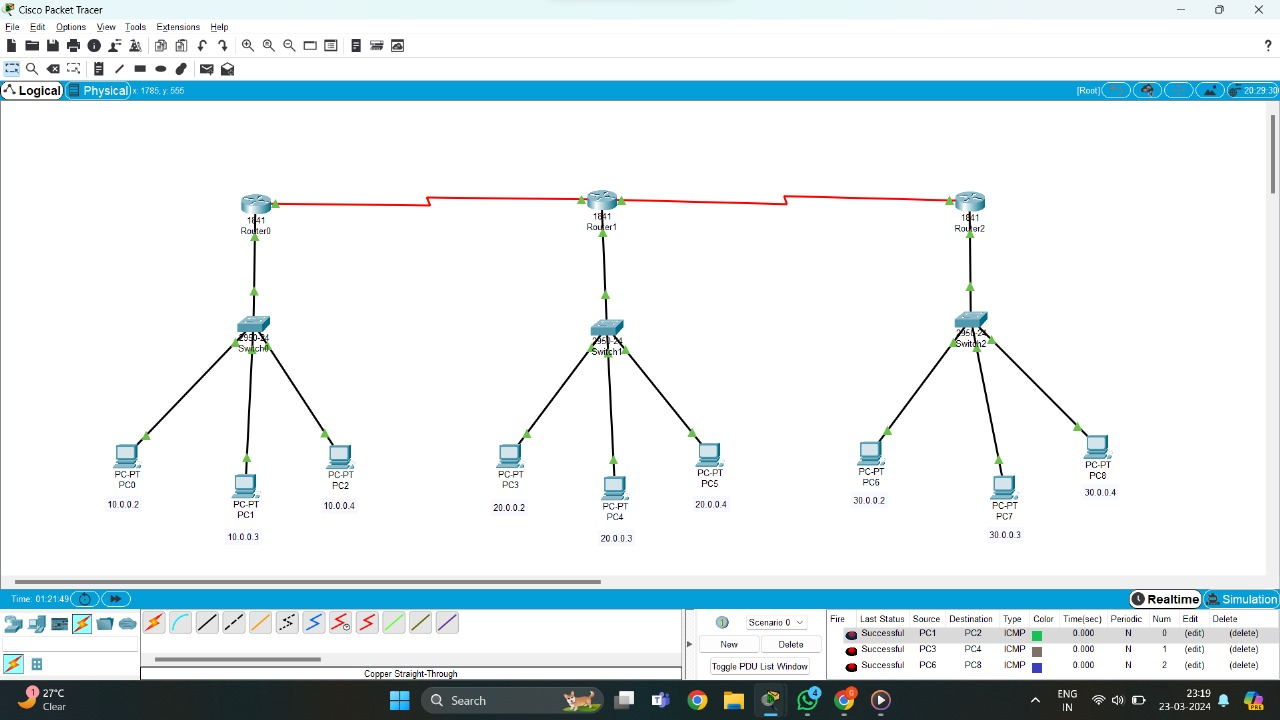 Cisco Packet Tracer
File Edit Options View Tools Extensions Help
?
Logical Physical x: 1785, y: 555 [Root] 20:29:30
1841
Router0
1841
Router1
1841
Router2
2950-24
Switch0
2950-24
Switch1
2950-24
Switch2
PC-PT
PC0
10.0.0.2
PC-PT
PC1
10.0.0.3
PC-PT
PC2
10.0.0.4
PC-PT
PC3
20.0.0.2
PC-PT
PC4
20.0.0.3
PC-PT
PC5
20.0.0.4
PC-PT
PC6
30.0.0.2
PC-PT
PC7
30.0.0.3
PC-PT
PC8
30.0.0.4
Time: 01:21:49 Realtime Simulation
Copper Straight-Through
Scenario 0
New Delete
Toggle PDU List Window
Fire Last Status Source Destination Type Color Time(sec) Periodic Num Edit Delete
Successful PC1 PC2 ICMP 0.000 N 0 (edit) (delete)
Successful PC3 PC4 ICMP 0.000 N 1 (edit) (delete)
Successful PC6 PC8 ICMP 0.000 N 2 (edit) (delete)
1 27°C
Clear
Search
4
G
ENG
IN
23:19
23-03-2024
PRE